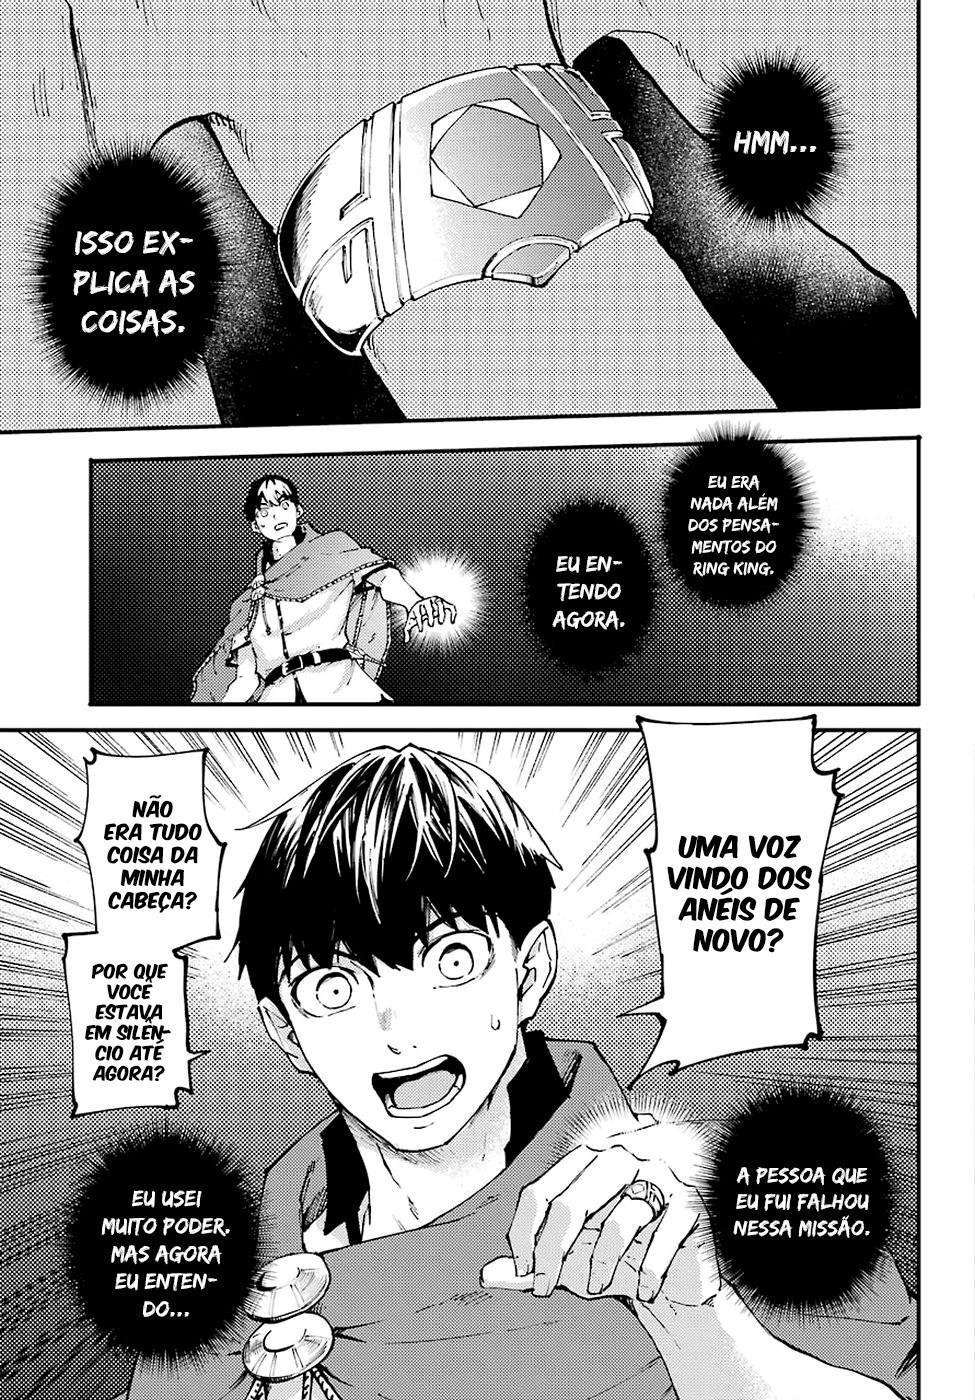 HMM...
ISSO EX-
PLICA AS
COISAS.
EU ERA
NADA ALÉM
DOS PENSA-
MENTOS DO
RING KING.
EU EN-
TENDO
AGORA.
UMA VOZ
VINDO DOS
ANÉIS DE
NOVO?
NÃO
ERA TUDO
COISA DA
MINHA
CABEÇA?
POR QUE
VOCÊ
ESTAVA
EM SILÊN-
CIO ATÉ
AGORA?
A PESSOA QUE
EU FUI FALHOU
NESSA MISSÃO.
EU USEI
MUITO PODER.
MAS AGORA
EU ENTEN-
DO...